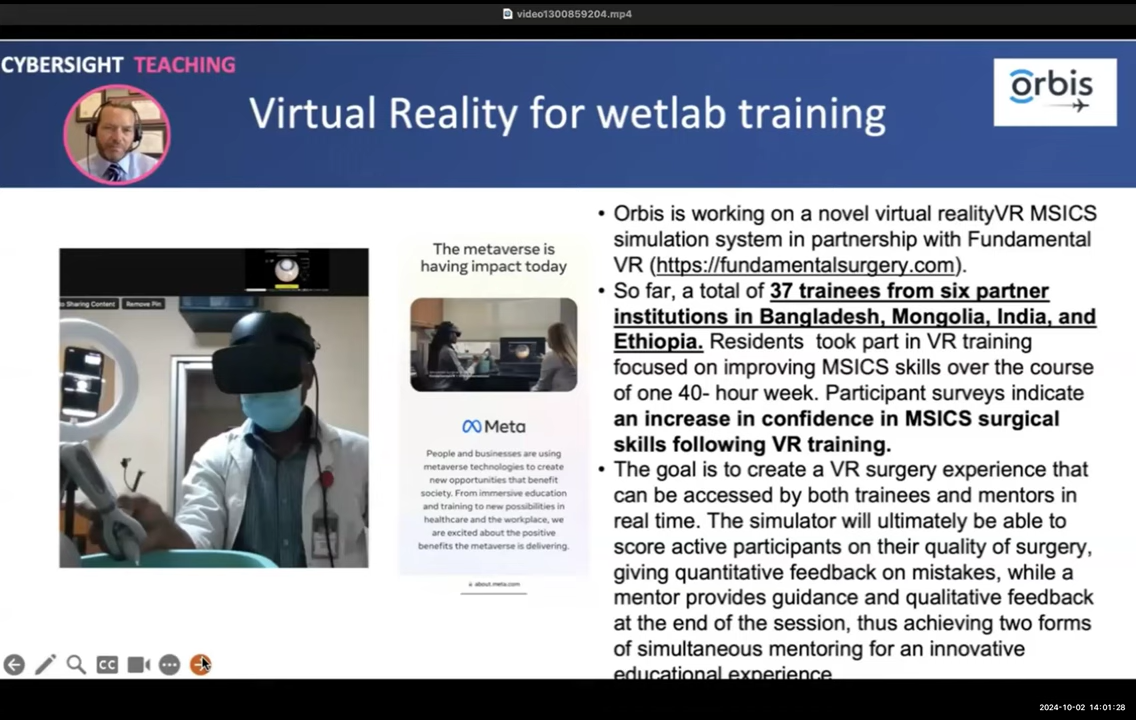 video1300859204.mp4
CYBERSIGHT TEACHING
Virtual Reality for wetlab training
orbis
o Sharing Content
Remove Pin
The metaverse is
having impact today
Meta
People and businesses are using
metaverse technologies to create
new opportunities that benefit
society. From immersive education
and training to new possibilities in
healthcare and the workplace, we
are excited about the positive
benefits the metaverse is delivering.
about.meta.com
• Orbis is working on a novel virtual realityVR MSICS
simulation system in partnership with Fundamental
VR (https://fundamentalsurgery.com).
• So far, a total of 37 trainees from six partner
institutions in Bangladesh, Mongolia, India, and
Ethiopia. Residents took part in VR training
focused on improving MSICS skills over the course
of one 40- hour week. Participant surveys indicate
an increase in confidence in MSICS surgical
skills following VR training.
• The goal is to create a VR surgery experience that
can be accessed by both trainees and mentors in
real time. The simulator will ultimately be able to
score active participants on their quality of surgery,
giving quantitative feedback on mistakes, while a
mentor provides guidance and qualitative feedback
at the end of the session, thus achieving two forms
of simultaneous mentoring for an innovative
educational experience
CC
2024-10-02 14:01:28